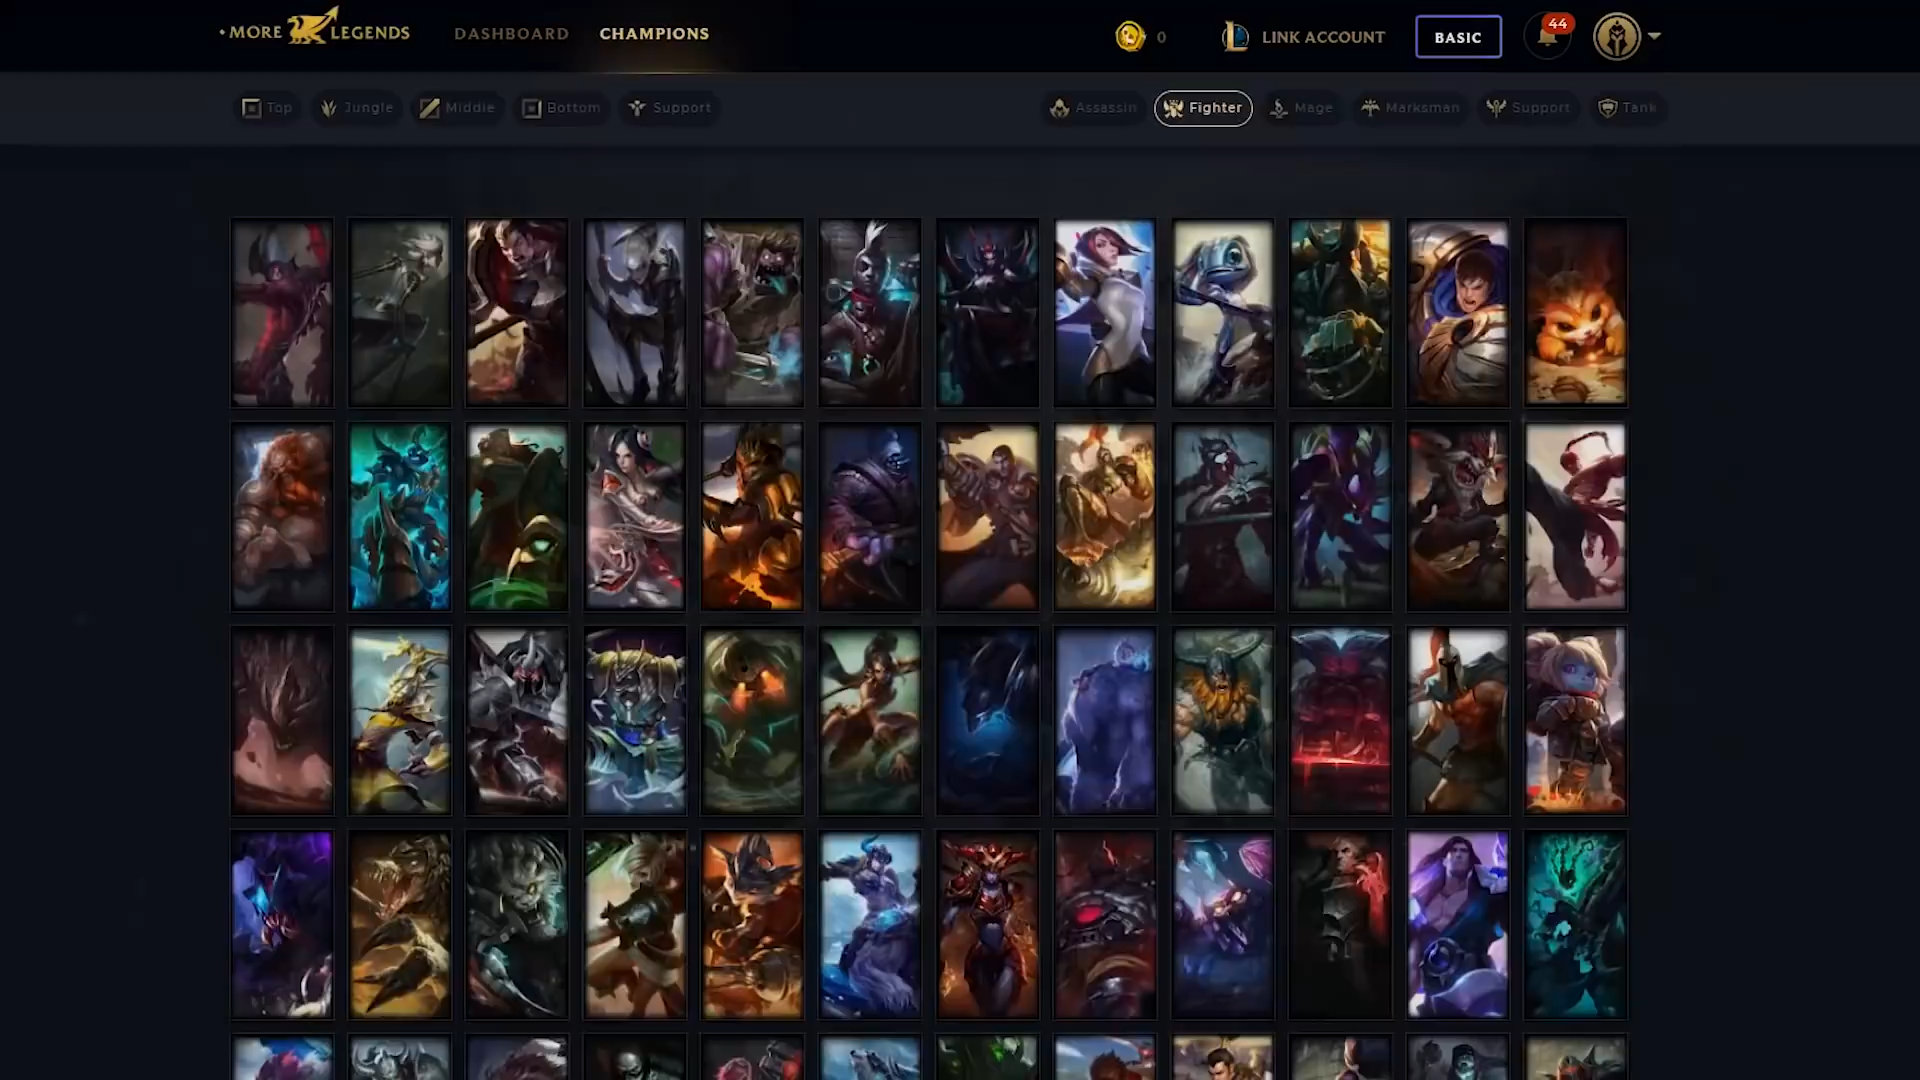 MORE LEGENDS DASHBOARD CHAMPIONS 0 LINK ACCOUNT BASIC 44
Top Jungle Middle Bottom Support Assassin Fighter Mage Marksman Support Tank